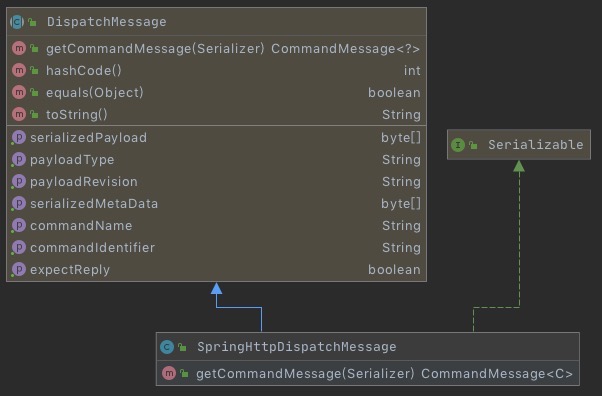 DispatchMessage
getCommandMessage(Serializer) CommandMessage<?>
hashCode() int
equals(Object) boolean
toString() String
serializedPayload byte[]
payloadType String
payloadRevision String
serializedMetaData byte[]
commandName String
commandIdentifier String
expectReply boolean
Serializable
SpringHttpDispatchMessage
getCommandMessage(Serializer) CommandMessage<C>